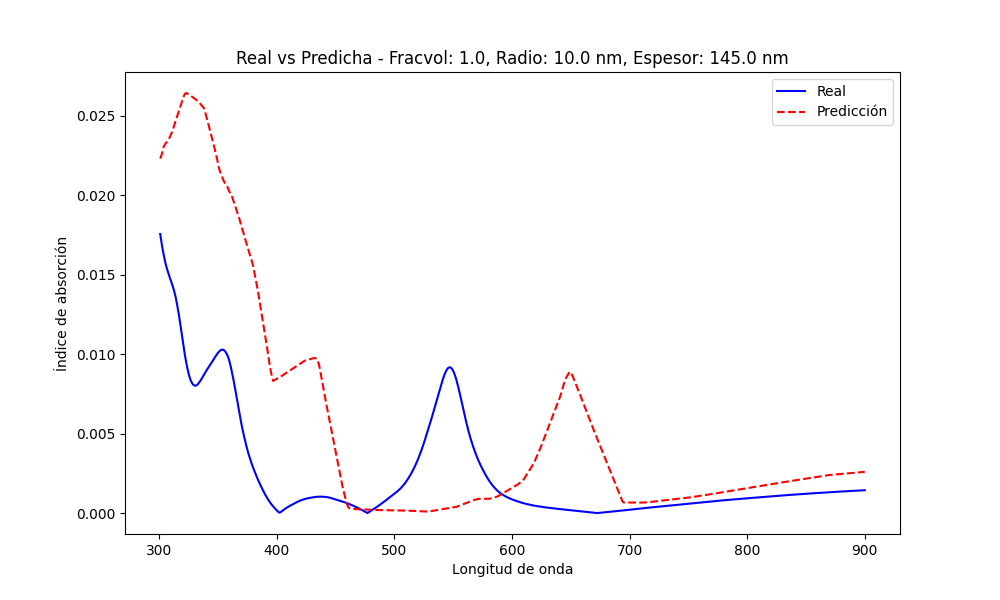 Real vs Predicha - Fracvol: 1.0, Radio: 10.0 nm, Espesor: 145.0 nm
Real
Predicción
Índice de absorción
0.025
0.020
0.015
0.010
0.005
0.000
300 400 500 600 700 800 900
Longitud de onda